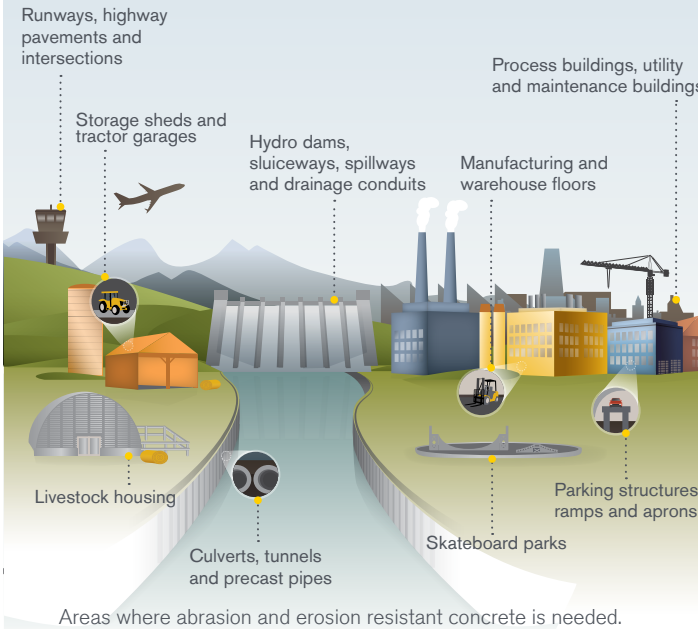 Runways, highway
pavements and
intersections
Process buildings, utility
and maintenance buildings
Storage sheds and
tractor garages
Hydro dams,
sluiceways, spillways
and drainage conduits
Manufacturing and
warehouse floors
Livestock housing
Parking structures
ramps and aprons
Skateboard parks
Culverts, tunnels
and precast pipes
Areas where abrasion and erosion resistant concrete is needed.